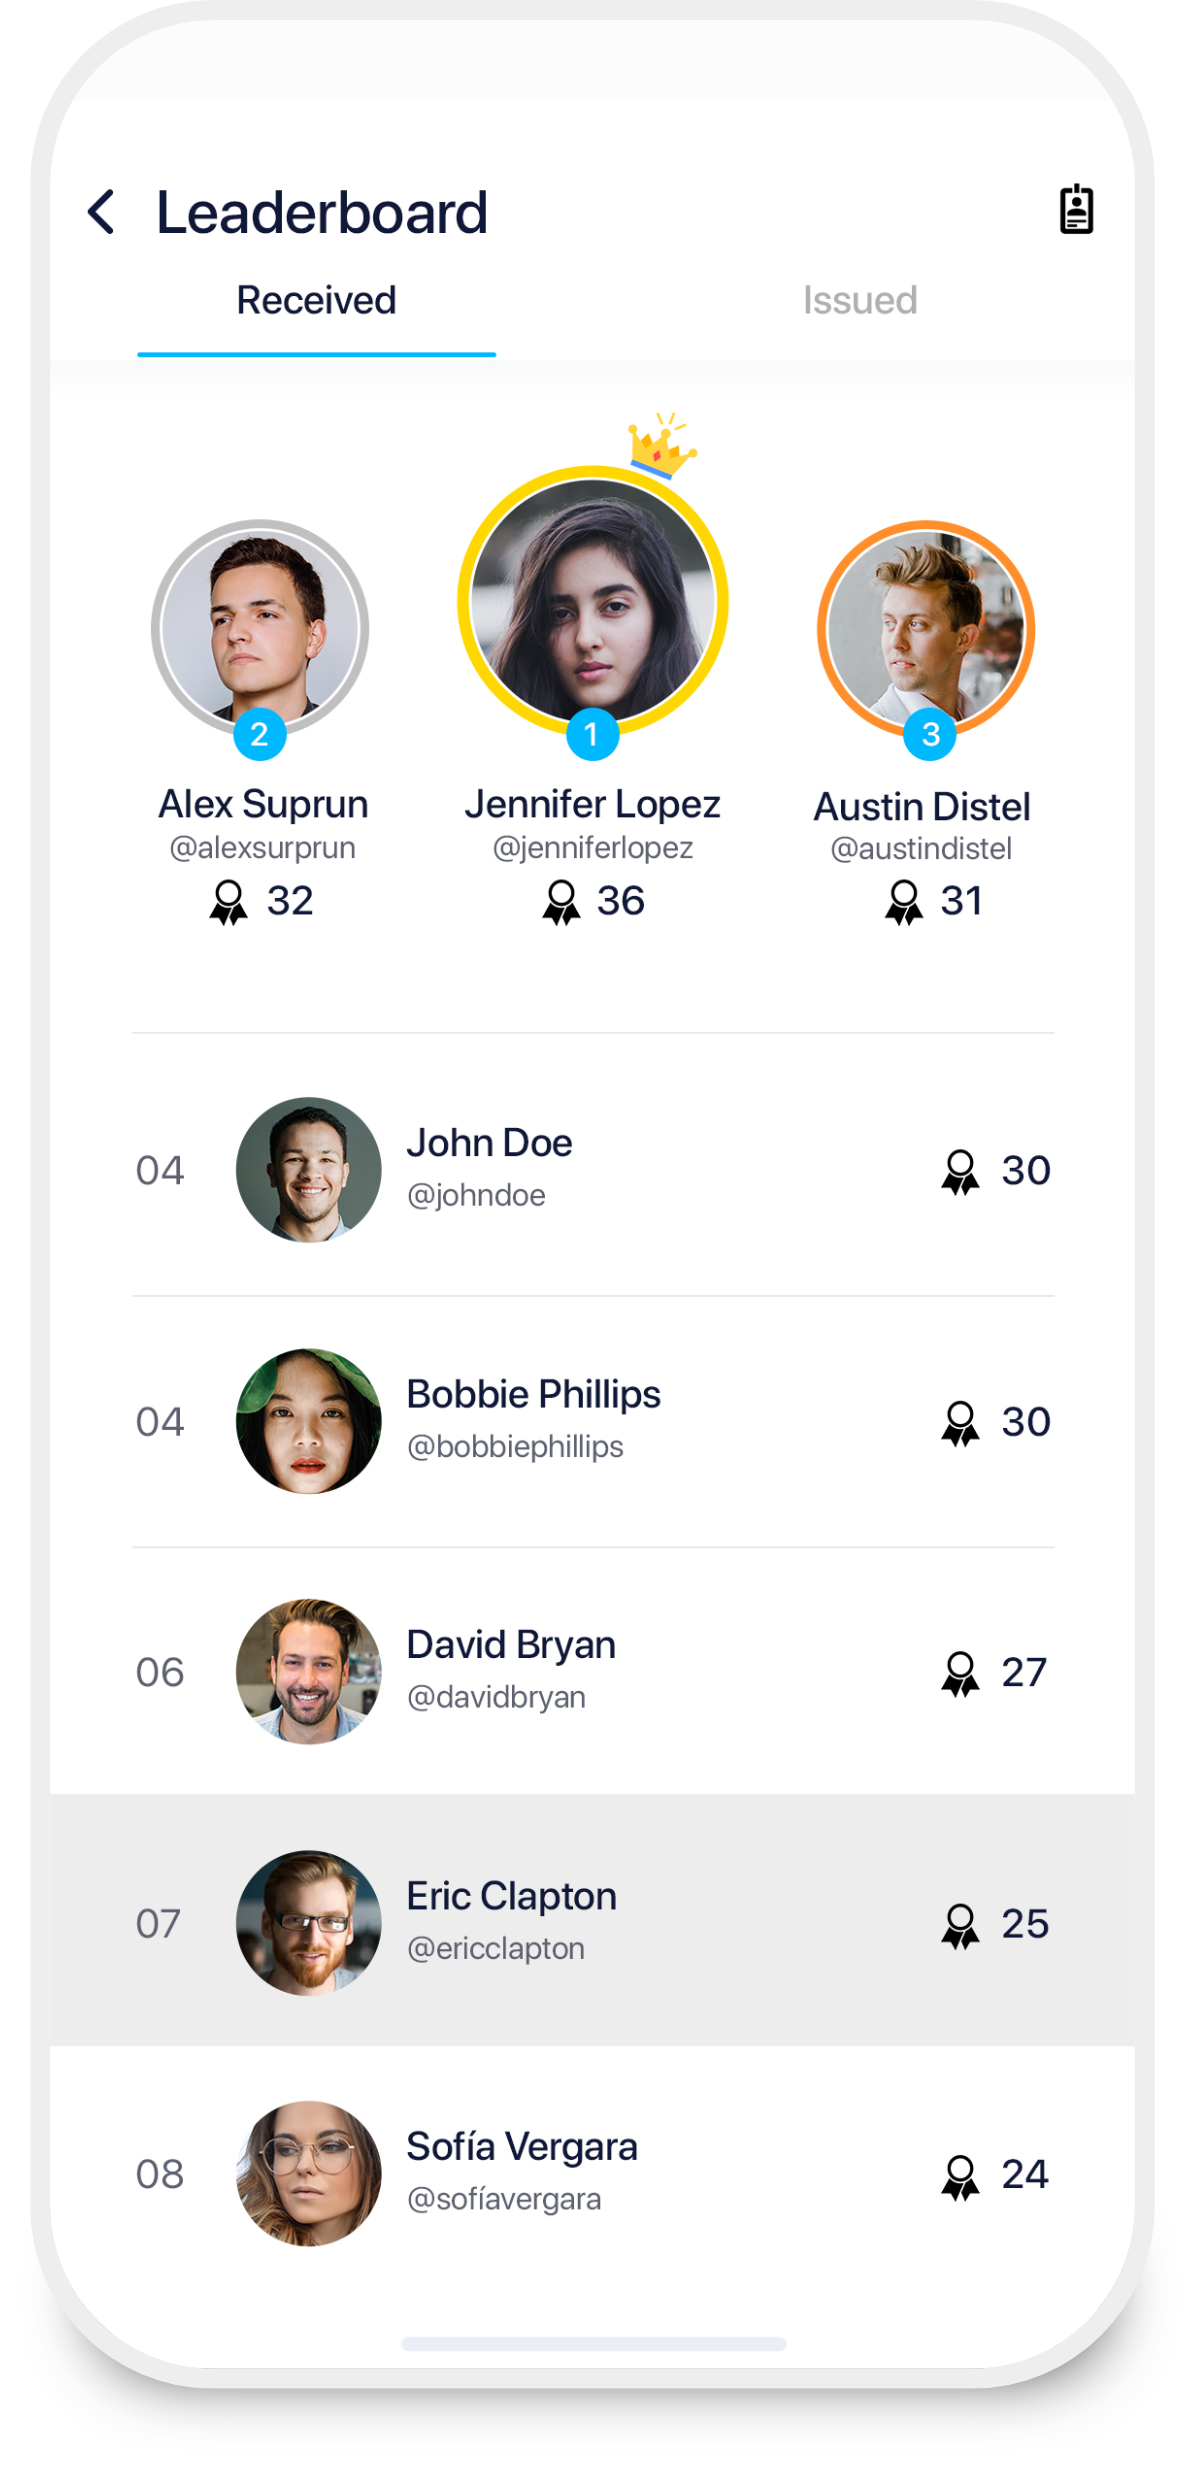 Leaderboard
Received
Issued
2
1
3
Alex Suprun
Jennifer Lopez
Austin Distel
@alexsurprun
@jenniferlopez
@austindistel
32
36
31
04
John Doe
@johndoe
30
04
Bobbie Phillips
@bobbiephillips
30
06
David Bryan
@davidbryan
27
07
Eric Clapton
@ericclapton
25
08
Sofía Vergara
@sofíavergara
24